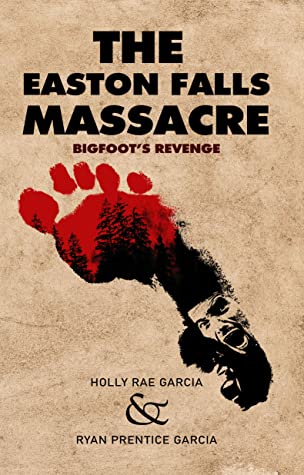 THE
EASTON FALLS
MASSACRE
BIGFOOT'S REVENGE
HOLLY RAE GARCIA
&
RYAN PRENTICE GARCIA